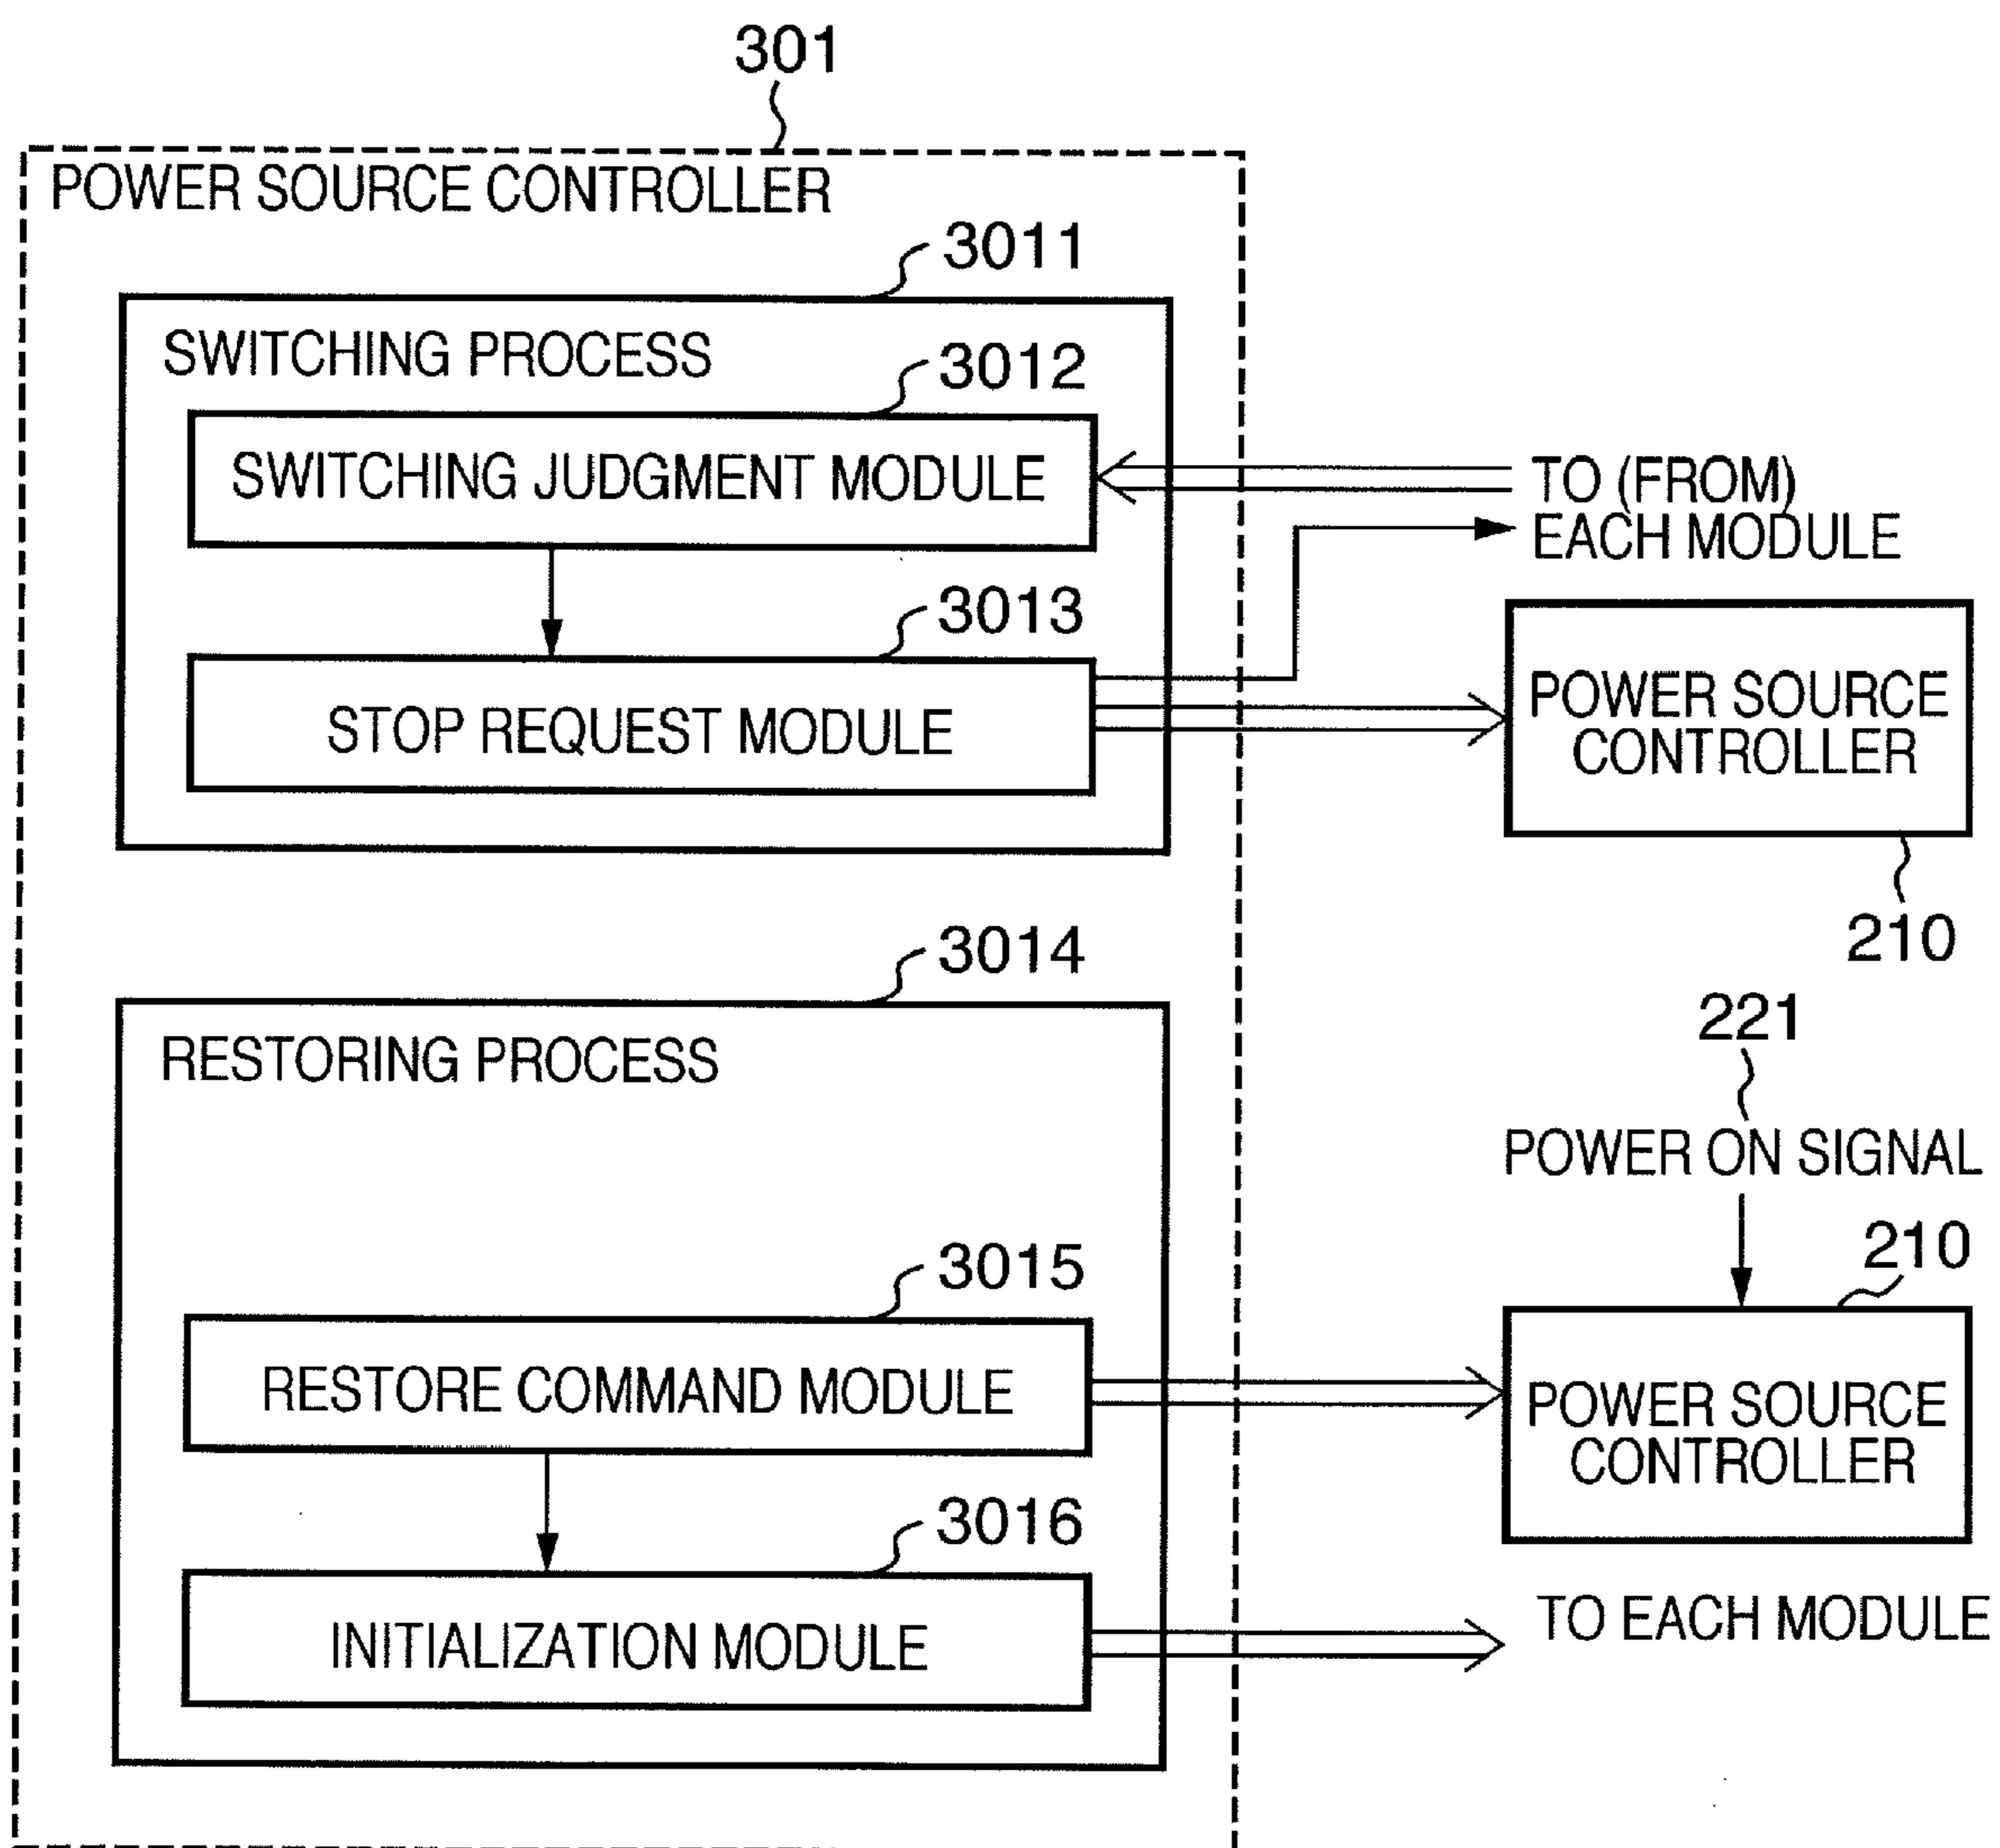 301
POWER SOURCE CONTROLLER
3011
SWITCHING PROCESS
3012
SWITCHING JUDGMENT MODULE
TO (FROM)
EACH MODULE
3013
STOP REQUEST MODULE
POWER SOURCE
CONTROLLER
210
3014
RESTORING PROCESS
221
POWER ON SIGNAL
210
3015
RESTORE COMMAND MODULE
POWER SOURCE
CONTROLLER
3016
INITIALIZATION MODULE
TO EACH MODULE